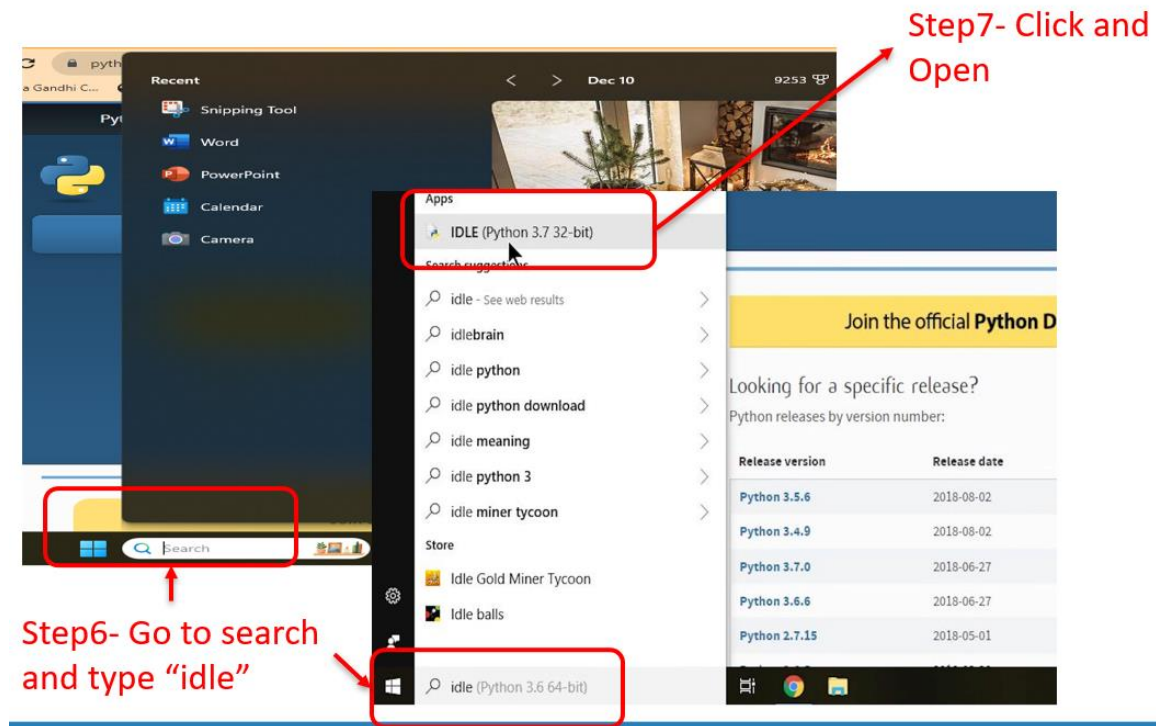 Step7- Click and
Open
pyth
a Gandhi C...
Recent
Dec 10
9253
Snipping Tool
Pyt
Word
PowerPoint
Calendar
Camera
Apps
IDLE (Python 3.7 32-bit)
Search suggestions
idle - See web results
idlebrain
idle python
idle python download
idle meaning
idle python 3
idle miner tycoon
Store
Idle Gold Miner Tycoon
Idle balls
idle (Python 3.6 64-bit)
Join the official Python D
Looking for a specific release?
Python releases by version number:
Release version Release date
Python 3.5.6 2018-08-02
Python 3.4.9 2018-08-02
Python 3.7.0 2018-06-27
Python 3.6.6 2018-06-27
Python 2.7.15 2018-05-01
Search
Step6- Go to search
and type “idle”